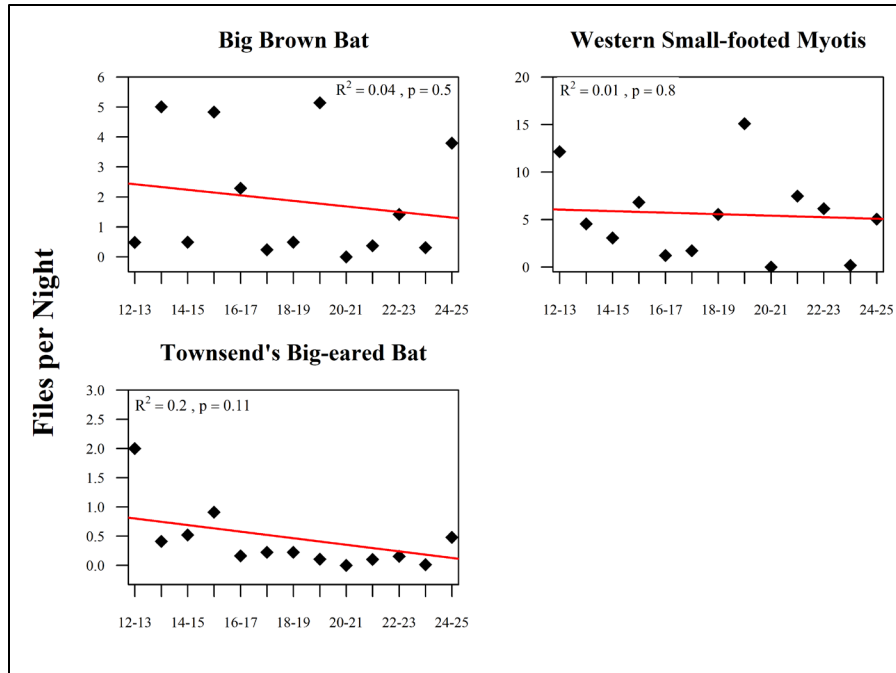 Big Brown Bat
R² = 0.04 , p = 0.5
6
5
4
3
2
1
0
12-13 14-15 16-17 18-19 20-21 22-23 24-25
Western Small-footed Myotis
R² = 0.01 , p = 0.8
20
15
10
5
0
12-13 14-15 16-17 18-19 20-21 22-23 24-25
Files per Night
Townsend's Big-eared Bat
R² = 0.2 , p = 0.11
3.0
2.5
2.0
1.5
1.0
0.5
0.0
12-13 14-15 16-17 18-19 20-21 22-23 24-25